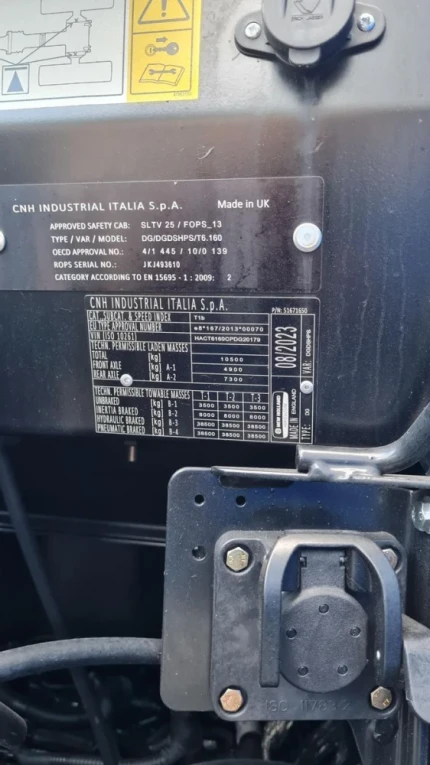 CNH INDUSTRIAL ITALIA S.p.A. Made in UK
APPROVED SAFETY CAB: SLTV 25 / FOPS_13
TYPE / VAR / MODEL: DG/DGDSHPS/T6.160
OECD APPROVAL NO.: 4/1 445 / 10/0 139
ROPS SERIAL NO.: JKJ493610
CATEGORY ACCORDING TO EN 15695 - 1 : 2009: 2
CNH INDUSTRIAL ITALIA S.p.A. P/N: 51671650
CAT., SUBCAT. & SPEED INDEX T1b
EU TYPE APPROVAL NUMBER e8*167/2013*00070
VIN (ISO 10261) HACT6160CPDG20179
TECHN. PERMISSIBLE LADEN MASSES
TOTAL [kg] 10500
FRONT AXLE [kg] A-1 4900
REAR AXLE [kg] A-2 7300
TECHN. PERMISSIBLE TOWABLE MASSES T-1 T-2 T-3
UNBRAKED [kg] B-1 3500 3500 3500
INERTIA BRAKED [kg] B-2 8000 8000 8000
HYDRAULIC BRAKED [kg] B-3 38500 38500 38500
PNEUMATIC BRAKED [kg] B-4 38500 38500 38500
08/2023
VAR: DGDSHPS
NEW HOLLAND
MADE IN ENGLAND
TYPE: DG